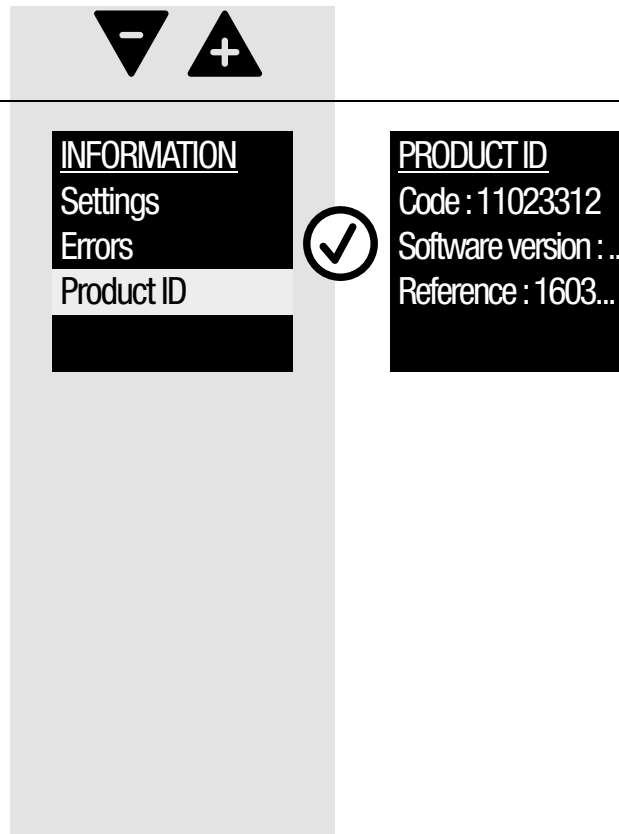 - +
INFORMATION
Settings
Errors
Product ID
PRODUCT ID
Code : 11023312
Software version : ..
Reference : 1603...